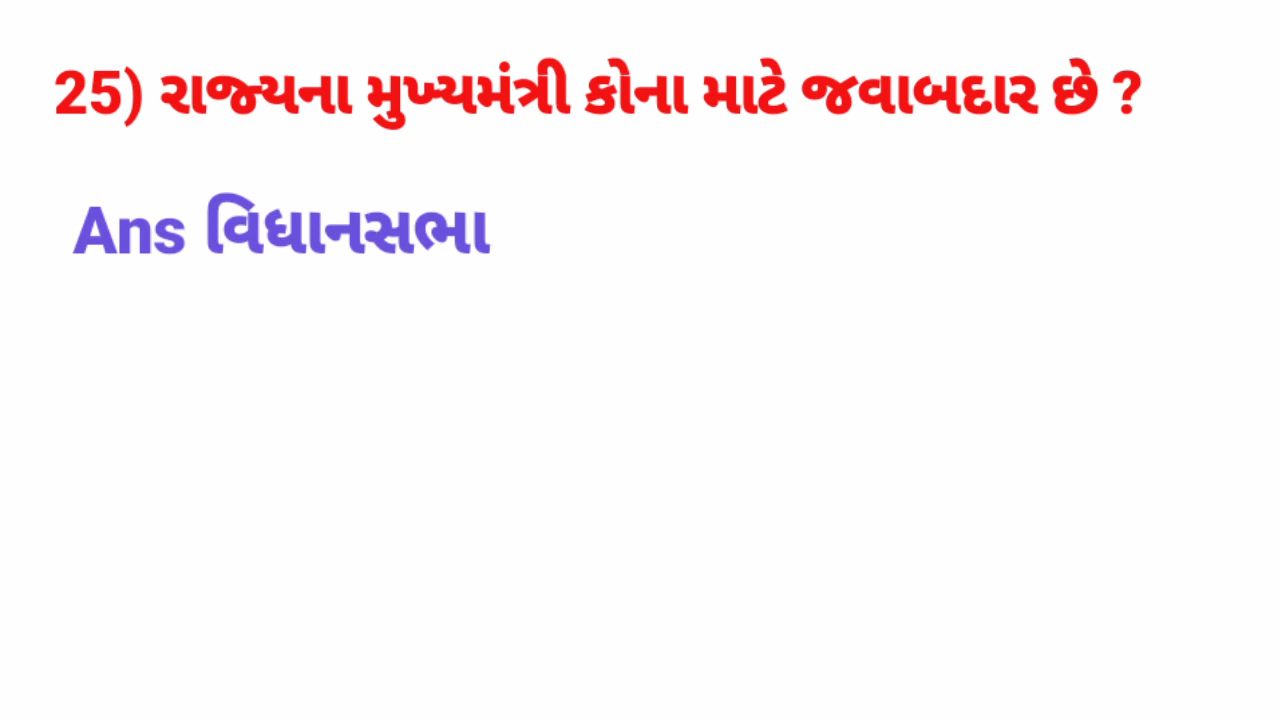 25) રાજ્યના મુખ્યમંત્રી કોના માટે જવાબદાર છે ?
Ans વિધાનસભા